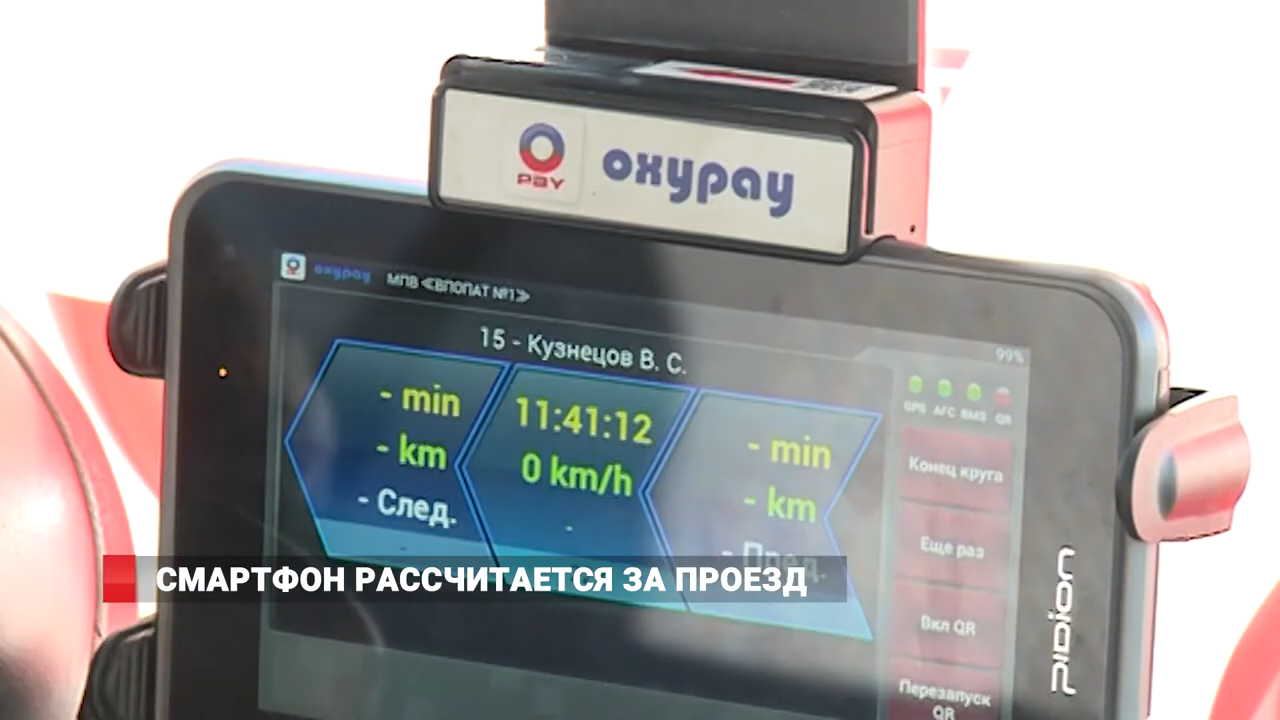 PAY
oxypay
oxypay МПВ «ВПОПАТ №1»
15 - Кузнецов В. С.
99%
GPS AFC BMS QR
- min
- km
- След.
11:41:12
0 km/h
-
- min
- km
- Пред.
Конец круга
Еще раз
Вкл QR
Перезапуск
QR
PIDION
СМАРТФОН РАССЧИТАЕТСЯ ЗА ПРОЕЗД